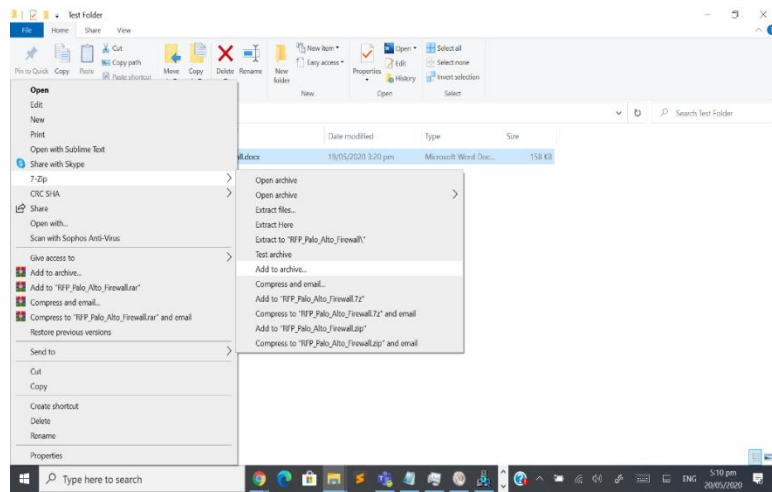 Test Folder
File Home Share View
Pin to Quick Copy Paste
Cut
Copy path
Paste shortcut
Move Copy Delete Rename
New folder
New item
Easy access
Properties
Open
Edit
History
Select all
Select none
Invert selection
New Open Select
Search Test Folder
Date modified Type Size
all.docx 19/05/2020 3:20 pm Microsoft Word Doc... 158 KB
Open
Edit
New
Print
Open with Sublime Text
Share with Skype
7-Zip
CRC SHA
Share
Open with...
Scan with Sophos Anti-Virus
Give access to
Add to archive...
Add to "RFP_Palo_Alto_Firewall.rar"
Compress and email...
Compress to "RFP_Palo_Alto_Firewall.rar" and email
Restore previous versions
Send to
Cut
Copy
Create shortcut
Delete
Rename
Properties
Open archive
Open archive
Extract files...
Extract Here
Extract to "RFP_Palo_Alto_Firewall\"
Test archive
Add to archive...
Compress and email...
Add to "RFP_Palo_Alto_Firewall.7z"
Compress to "RFP_Palo_Alto_Firewall.7z" and email
Add to "RFP_Palo_Alto_Firewall.zip"
Compress to "RFP_Palo_Alto_Firewall.zip" and email
Type here to search
ENG
5:10 pm
20/05/2020